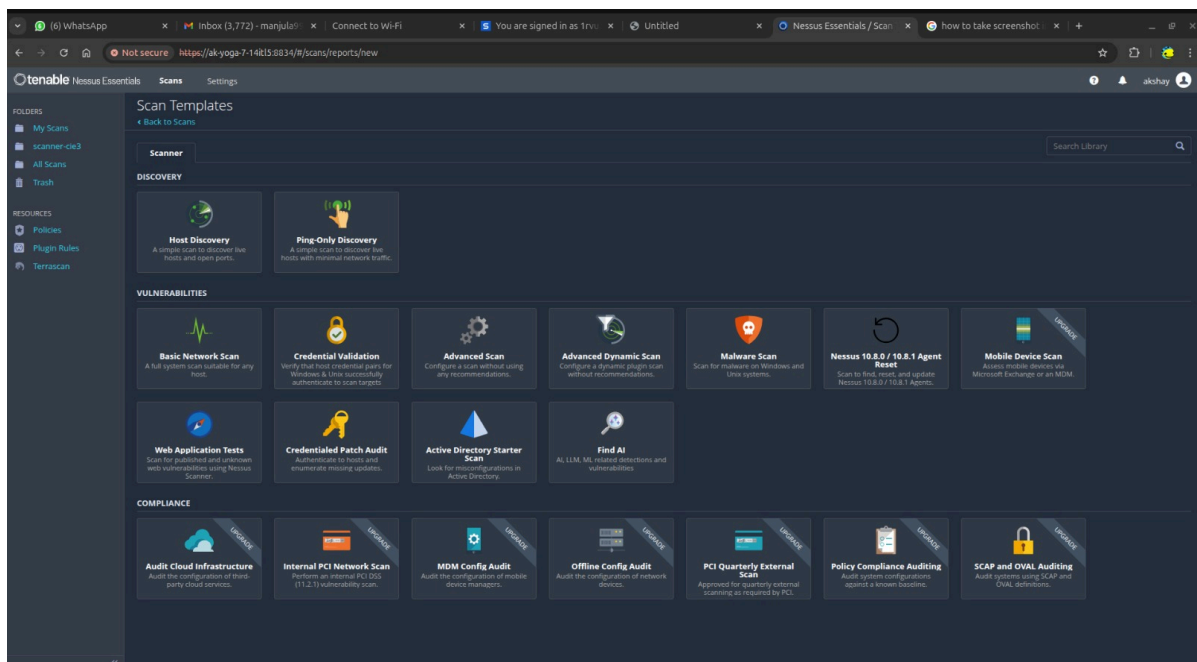 (6) WhatsApp
Inbox (3,772) - manjula9
Connect to Wi-Fi
You are signed in as 1rvu
Untitled
Nessus Essentials / Scan
how to take screenshot
Not secure https://ak-yoga-7-14itl5:8834/#/scans/reports/new
tenable Nessus Essentials Scans Settings
akshay
FOLDERS
My Scans
scanner-cie3
All Scans
Trash
RESOURCES
Policies
Plugin Rules
Terrascan
Scan Templates
Back to Scans
Scanner
Search Library
DISCOVERY
Host Discovery
A simple scan to discover live
hosts and open ports.
Ping-Only Discovery
A simple scan to discover live
hosts with minimal network traffic.
VULNERABILITIES
Basic Network Scan
A full system scan suitable for any
host.
Credential Validation
Verify that host credential pairs for
Windows & Unix successfully
authenticate to scan targets
Advanced Scan
Configure a scan without using
any recommendations.
Advanced Dynamic Scan
Configure a dynamic plugin scan
without recommendations.
Malware Scan
Scan for malware on Windows and
Unix systems.
Nessus 10.8.0 / 10.8.1 Agent
Reset
Scan to find, reset, and update
Nessus 10.8.0 / 10.8.1 Agents.
UPGRADE
Mobile Device Scan
Assess mobile devices via
Microsoft Exchange or an MDM.
Web Application Tests
Scan for published and unknown
web vulnerabilities using Nessus
Scanner.
Credentialed Patch Audit
Authenticate to hosts and
enumerate missing updates.
Active Directory Starter
Scan
Look for misconfigurations in
Active Directory.
Find AI
AI, LLM, ML related detections and
vulnerabilities
COMPLIANCE
UPGRADE
Audit Cloud Infrastructure
Audit the configuration of third-
party cloud services.
UPGRADE
Internal PCI Network Scan
Perform an internal PCI DSS
(11.2.1) vulnerability scan.
UPGRADE
MDM Config Audit
Audit the configuration of mobile
device managers.
UPGRADE
Offline Config Audit
Audit the configuration of network
devices.
UPGRADE
PCI Quarterly External
Scan
Approved for quarterly external
scanning as required by PCI.
UPGRADE
Policy Compliance Auditing
Audit system configurations
against a known baseline.
UPGRADE
SCAP and OVAL Auditing
Audit systems using SCAP and
OVAL definitions.